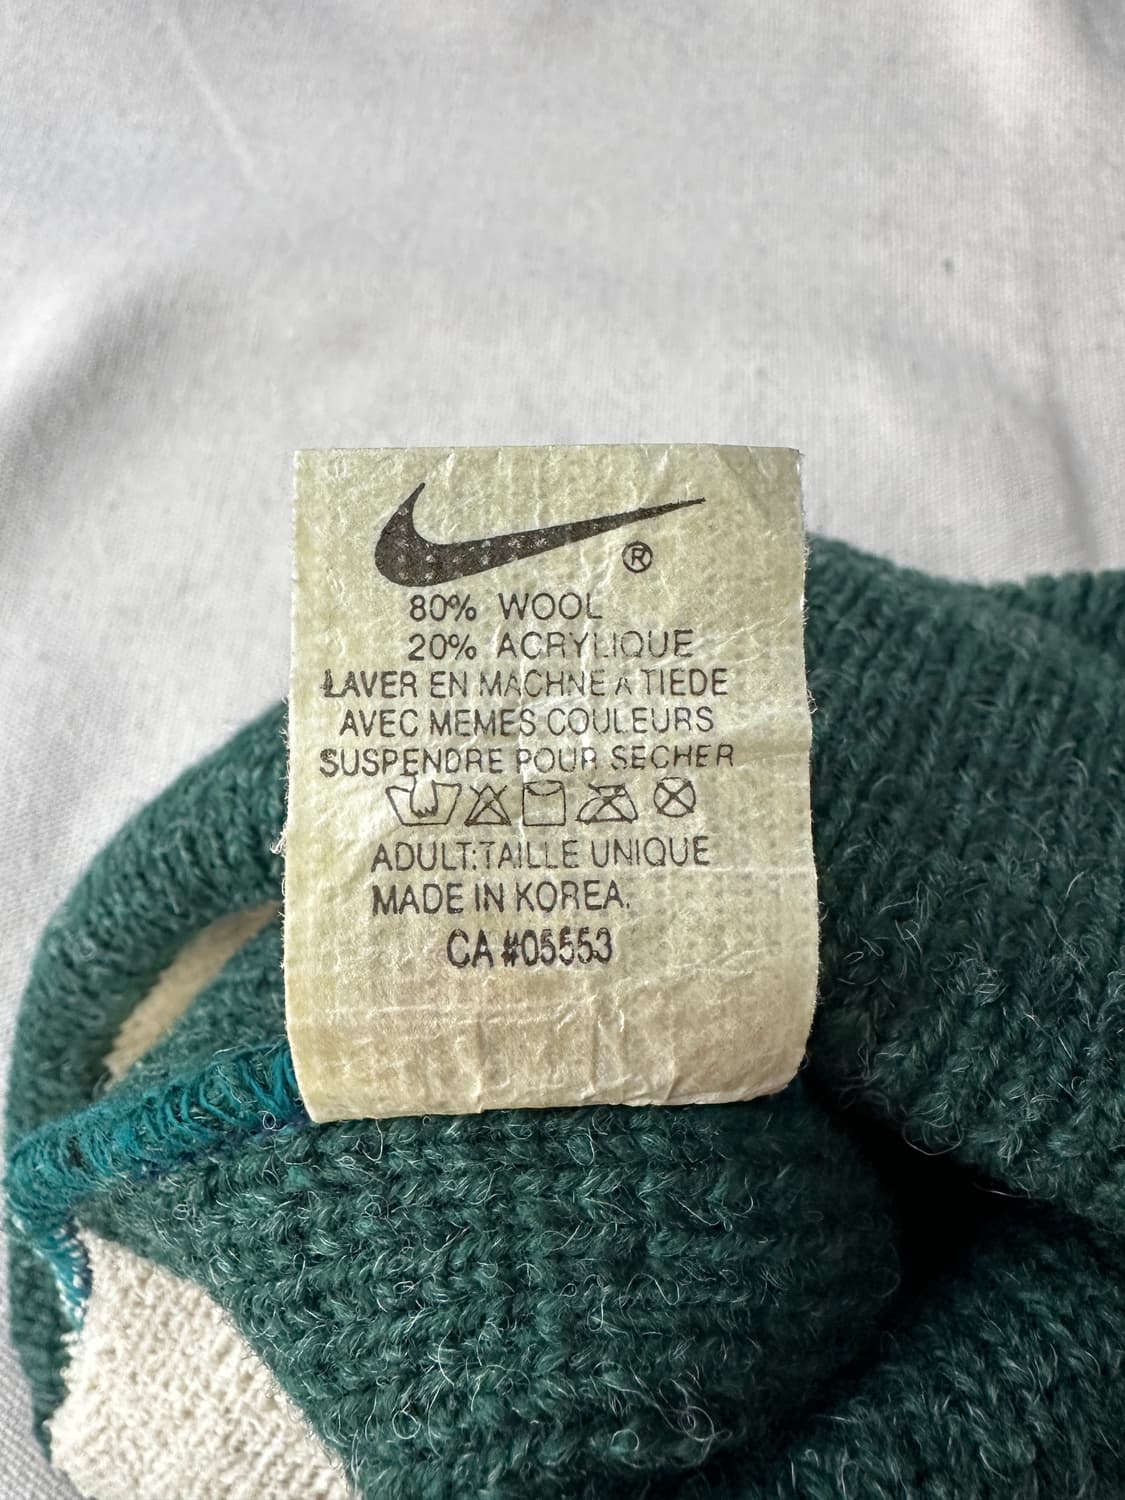 ®
80% WOOL
20% ACRYLIQUE
LAVER EN MACHNE A TIEDE
AVEC MEMES COULEURS
SUSPENDRE POUR SECHER
ADULT:TAILLE UNIQUE
MADE IN KOREA.
CA #05553